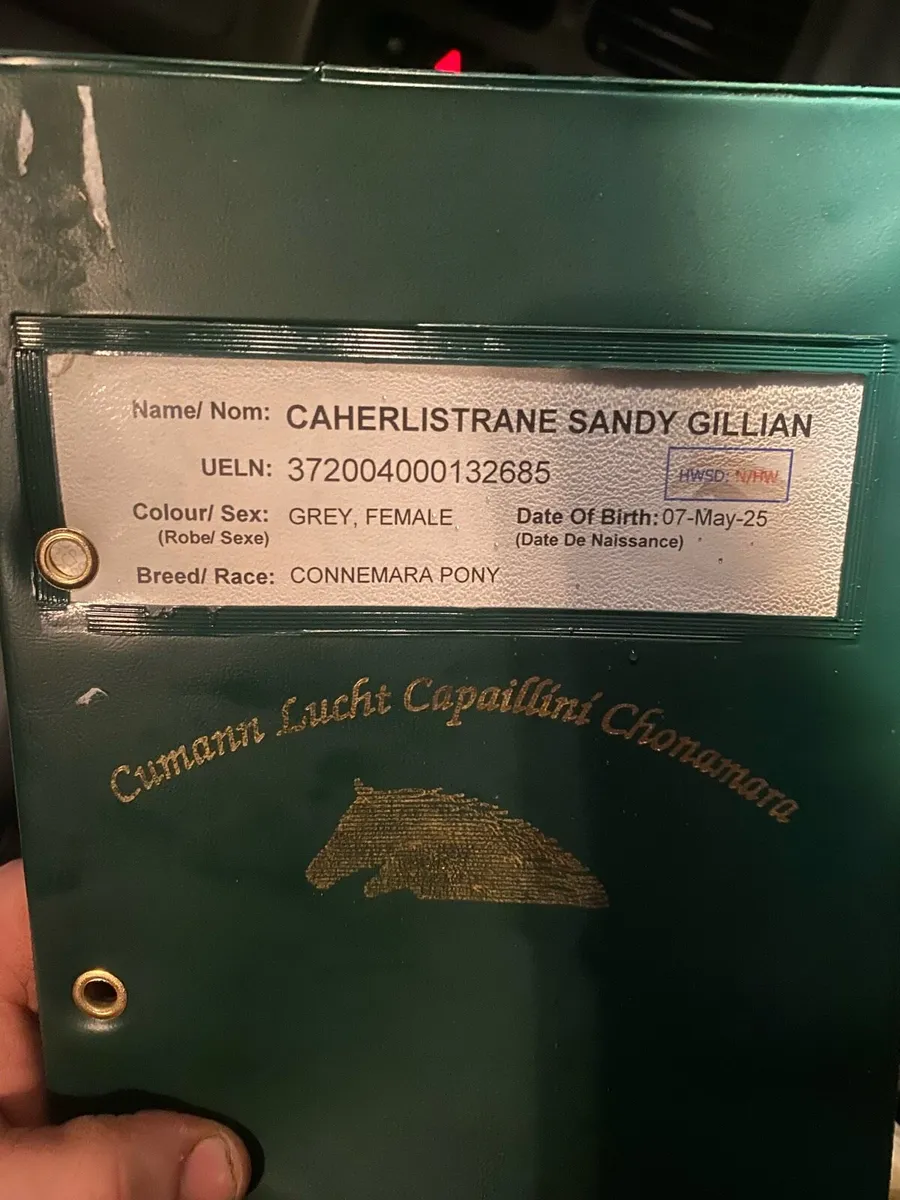 Name/ Nom: CAHERLISTRANE SANDY GILLIAN
UELN: 372004000132685
HWSD: N/HW
Colour/ Sex: GREY, FEMALE Date Of Birth: 07-May-25
(Robe/ Sexe) (Date De Naissance)
Breed/ Race: CONNEMARA PONY
Cumann Lucht Capaillíní Chonamara